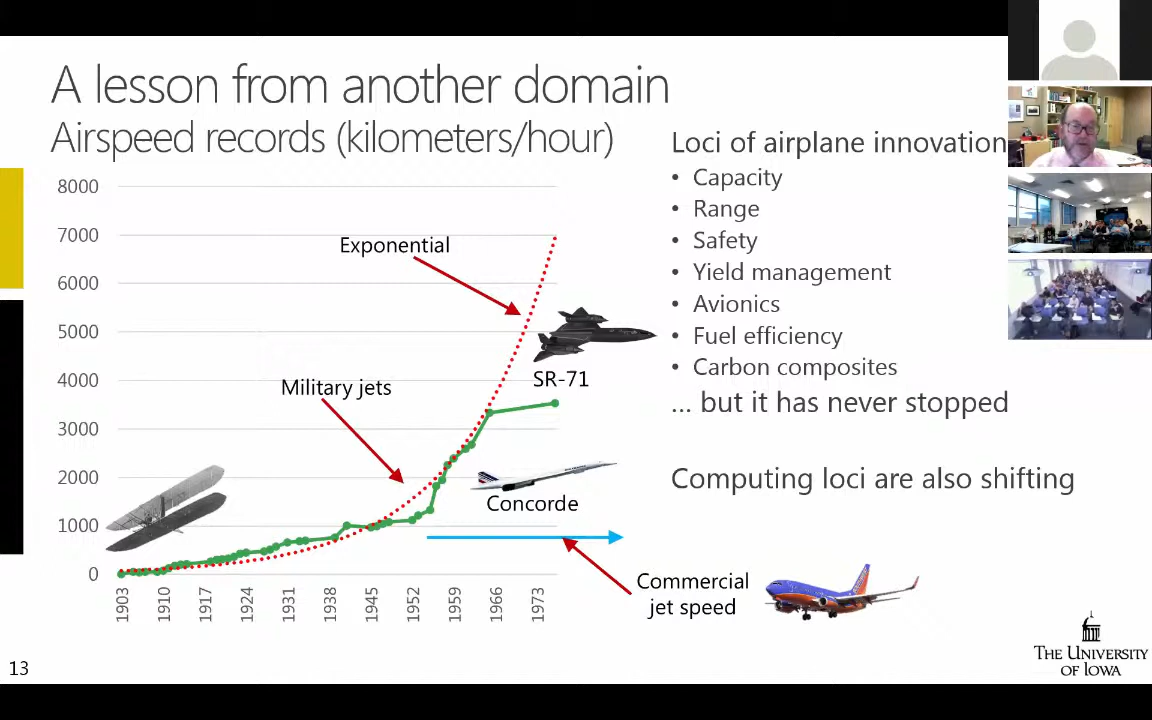 A lesson from another domain
Airspeed records (kilometers/hour)
8000
7000
6000
5000
4000
3000
2000
1000
0
1903
1910
1917
1924
1931
1938
1945
1952
1959
1966
1973
Exponential
Military jets
SR-71
Concorde
Commercial
jet speed
Loci of airplane innovation
• Capacity
• Range
• Safety
• Yield management
• Avionics
• Fuel efficiency
• Carbon composites
... but it has never stopped
Computing loci are also shifting
THE UNIVERSITY
OF IOWA
13